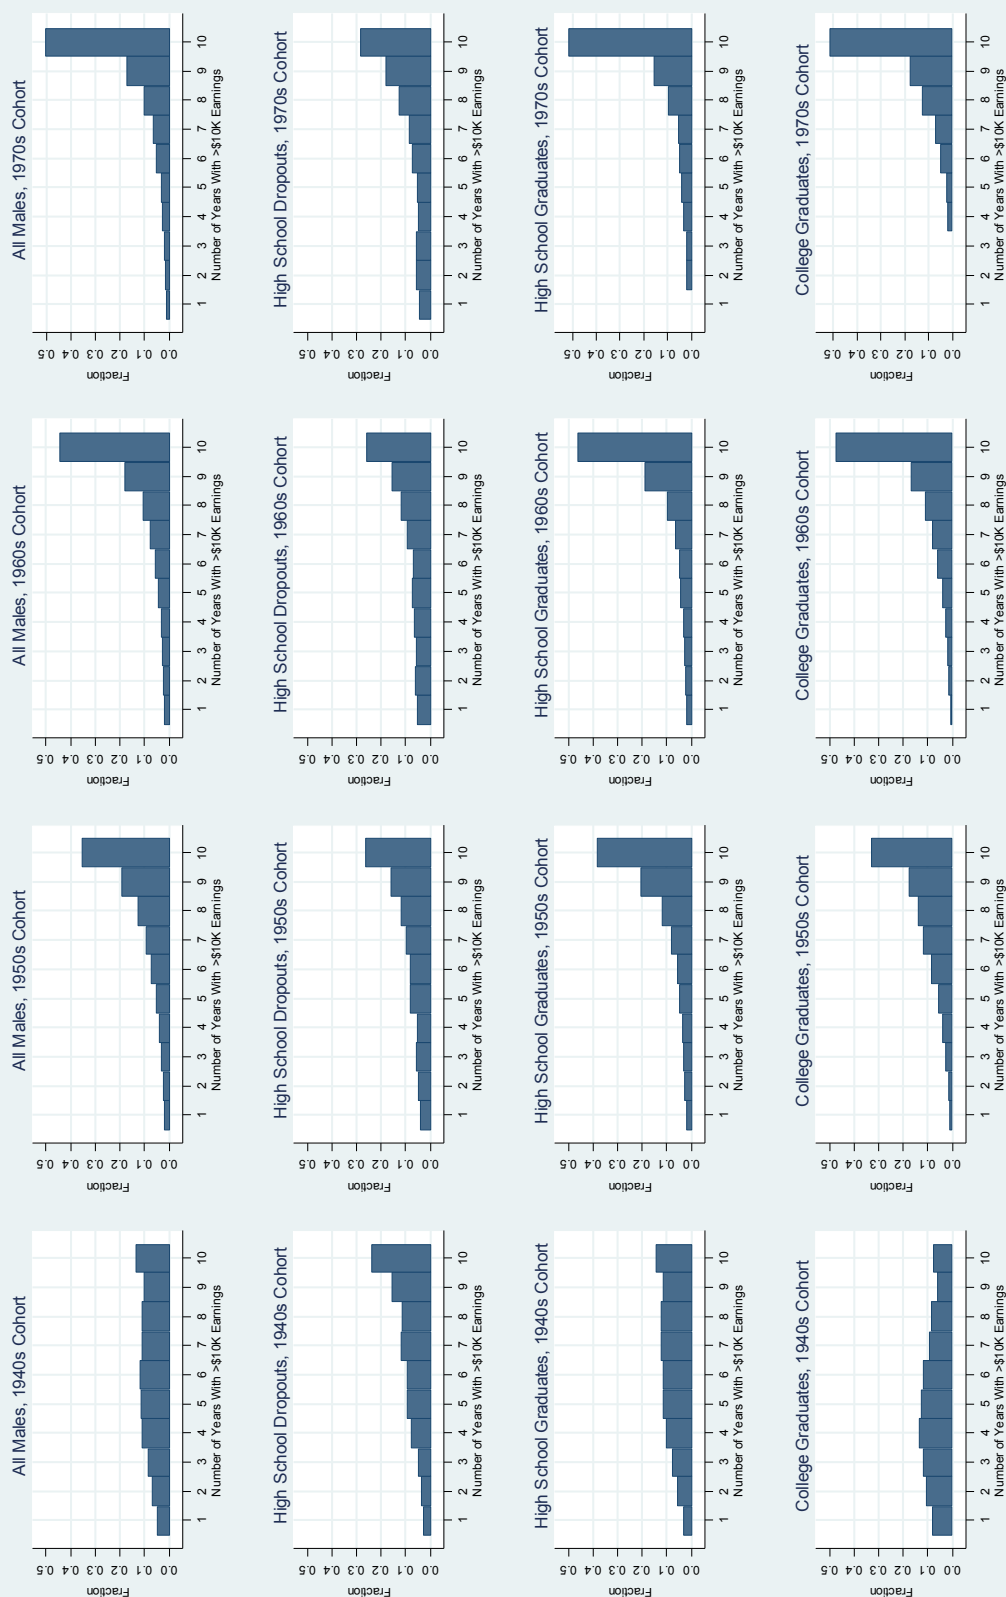 All Males, 1940s Cohort
Fraction
0.0 0.1 0.2 0.3 0.4 0.5
1 2 3 4 5 6 7 8 9 10
Number of Years With >$10K Earnings
All Males, 1950s Cohort
Fraction
0.0 0.1 0.2 0.3 0.4 0.5
1 2 3 4 5 6 7 8 9 10
Number of Years With >$10K Earnings
All Males, 1960s Cohort
Fraction
0.0 0.1 0.2 0.3 0.4 0.5
1 2 3 4 5 6 7 8 9 10
Number of Years With >$10K Earnings
All Males, 1970s Cohort
Fraction
0.0 0.1 0.2 0.3 0.4 0.5
1 2 3 4 5 6 7 8 9 10
Number of Years With >$10K Earnings
High School Dropouts, 1940s Cohort
Fraction
0.0 0.1 0.2 0.3 0.4 0.5
1 2 3 4 5 6 7 8 9 10
Number of Years With >$10K Earnings
High School Dropouts, 1950s Cohort
Fraction
0.0 0.1 0.2 0.3 0.4 0.5
1 2 3 4 5 6 7 8 9 10
Number of Years With >$10K Earnings
High School Dropouts, 1960s Cohort
Fraction
0.0 0.1 0.2 0.3 0.4 0.5
1 2 3 4 5 6 7 8 9 10
Number of Years With >$10K Earnings
High School Dropouts, 1970s Cohort
Fraction
0.0 0.1 0.2 0.3 0.4 0.5
1 2 3 4 5 6 7 8 9 10
Number of Years With >$10K Earnings
High School Graduates, 1940s Cohort
Fraction
0.0 0.1 0.2 0.3 0.4 0.5
1 2 3 4 5 6 7 8 9 10
Number of Years With >$10K Earnings
High School Graduates, 1950s Cohort
Fraction
0.0 0.1 0.2 0.3 0.4 0.5
1 2 3 4 5 6 7 8 9 10
Number of Years With >$10K Earnings
High School Graduates, 1960s Cohort
Fraction
0.0 0.1 0.2 0.3 0.4 0.5
1 2 3 4 5 6 7 8 9 10
Number of Years With >$10K Earnings
High School Graduates, 1970s Cohort
Fraction
0.0 0.1 0.2 0.3 0.4 0.5
1 2 3 4 5 6 7 8 9 10
Number of Years With >$10K Earnings
College Graduates, 1940s Cohort
Fraction
0.0 0.1 0.2 0.3 0.4 0.5
1 2 3 4 5 6 7 8 9 10
Number of Years With >$10K Earnings
College Graduates, 1950s Cohort
Fraction
0.0 0.1 0.2 0.3 0.4 0.5
1 2 3 4 5 6 7 8 9 10
Number of Years With >$10K Earnings
College Graduates, 1960s Cohort
Fraction
0.0 0.1 0.2 0.3 0.4 0.5
1 2 3 4 5 6 7 8 9 10
Number of Years With >$10K Earnings
College Graduates, 1970s Cohort
Fraction
0.0 0.1 0.2 0.3 0.4 0.5
1 2 3 4 5 6 7 8 9 10
Number of Years With >$10K Earnings